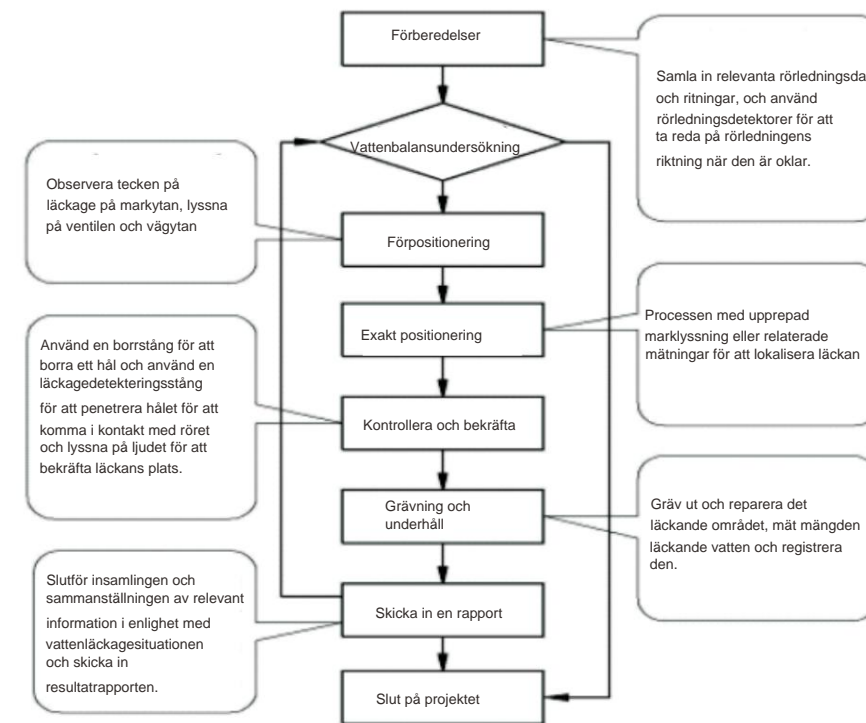 Förberedelser
Samla in relevanta rörledningsda
och ritningar, och använd
rörledningsdetektorer för att
ta reda på rörledningens
riktning när den är oklar.
Vattenbalansundersökning
Observera tecken på
läckage på markytan, lyssna
på ventilen och vägytan
Förpositionering
Exakt positionering
Processen med upprepad
marklyssning eller relaterade
mätningar för att lokalisera läckan
Använd en borrstång för att
borra ett hål och använd en
läckagedetekteringsstång
för att penetrera hålet för att
komma i kontakt med röret
och lyssna på ljudet för att
bekräfta läckans plats.
Kontrollera och bekräfta
Grävning och
underhåll
Gräv ut och reparera det
läckande området, mät mängden
läckande vatten och registrera
den.
Slutför insamlingen och
sammanställningen av relevant
information i enlighet med
vattenläckagesituationen
och skicka in
resultatrapporten.
Skicka in en rapport
Slut på projektet